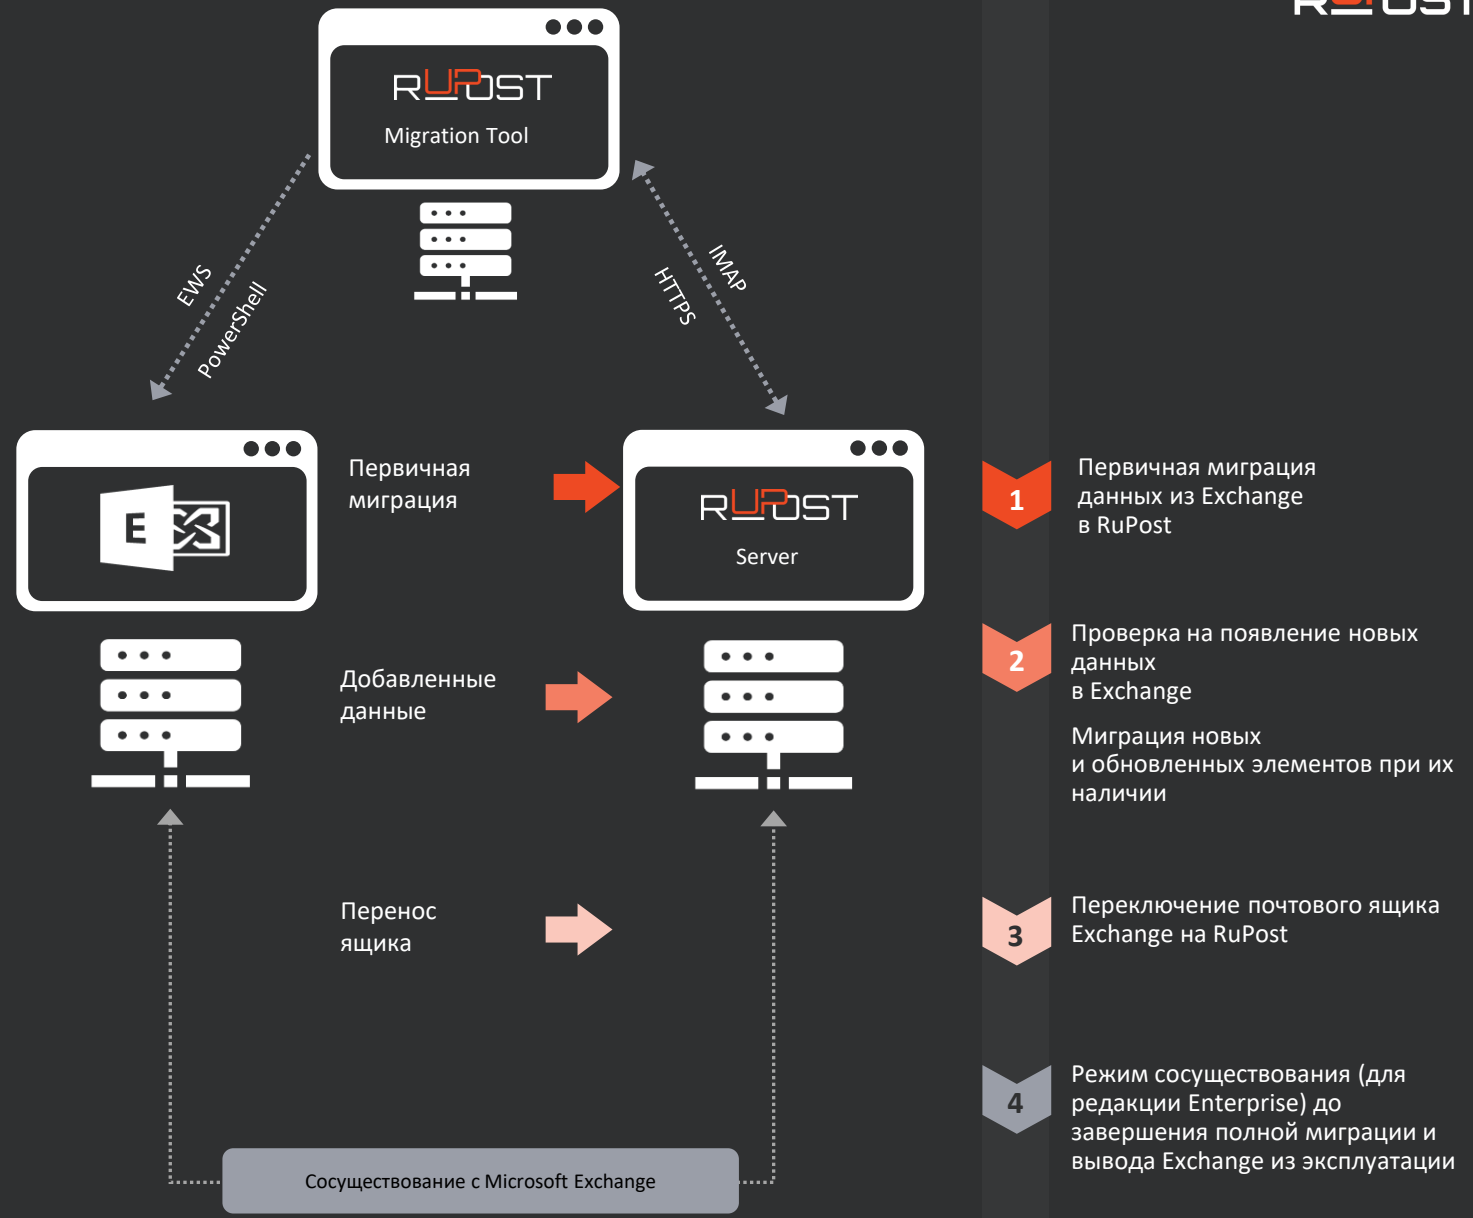 RUPOST
RUPOST
Migration Tool
EWS
PowerShell
IMAP
HTTPS
E
Первичная
миграция
RUPOST
Server
Добавленные
данные
Перенос
ящика
Сосуществование с Microsoft Exchange
1
Первичная миграция
данных из Exchange
в RuPost
2
Проверка на появление новых
данных
в Exchange
Миграция новых
и обновленных элементов при их
наличии
3
Переключение почтового ящика
Exchange на RuPost
4
Режим сосуществования (для
редакции Enterprise) до
завершения полной миграции и
вывода Exchange из эксплуатации